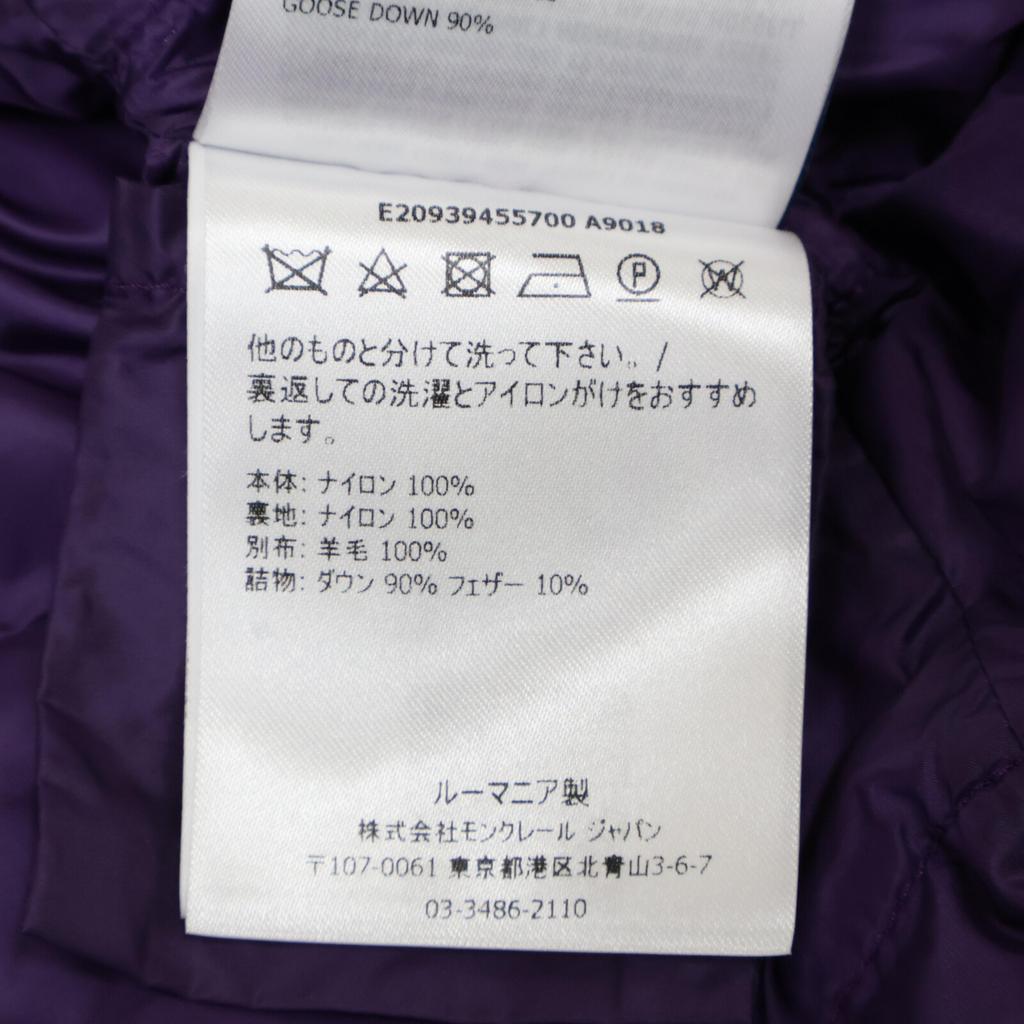 GOOSE DOWN 90%
E20939455700 A9018
P
W
他のものと分けて洗って下さい。/
裏返しての洗濯とアイロンがけをおすすめ
します。
本体: ナイロン 100%
裏地: ナイロン 100%
別布: 羊毛 100%
詰物: ダウン 90% フェザー 10%
ルーマニア製
株式会社モンクレール ジャパン
〒107-0061 東京都港区北青山3-6-7
03-3486-2110